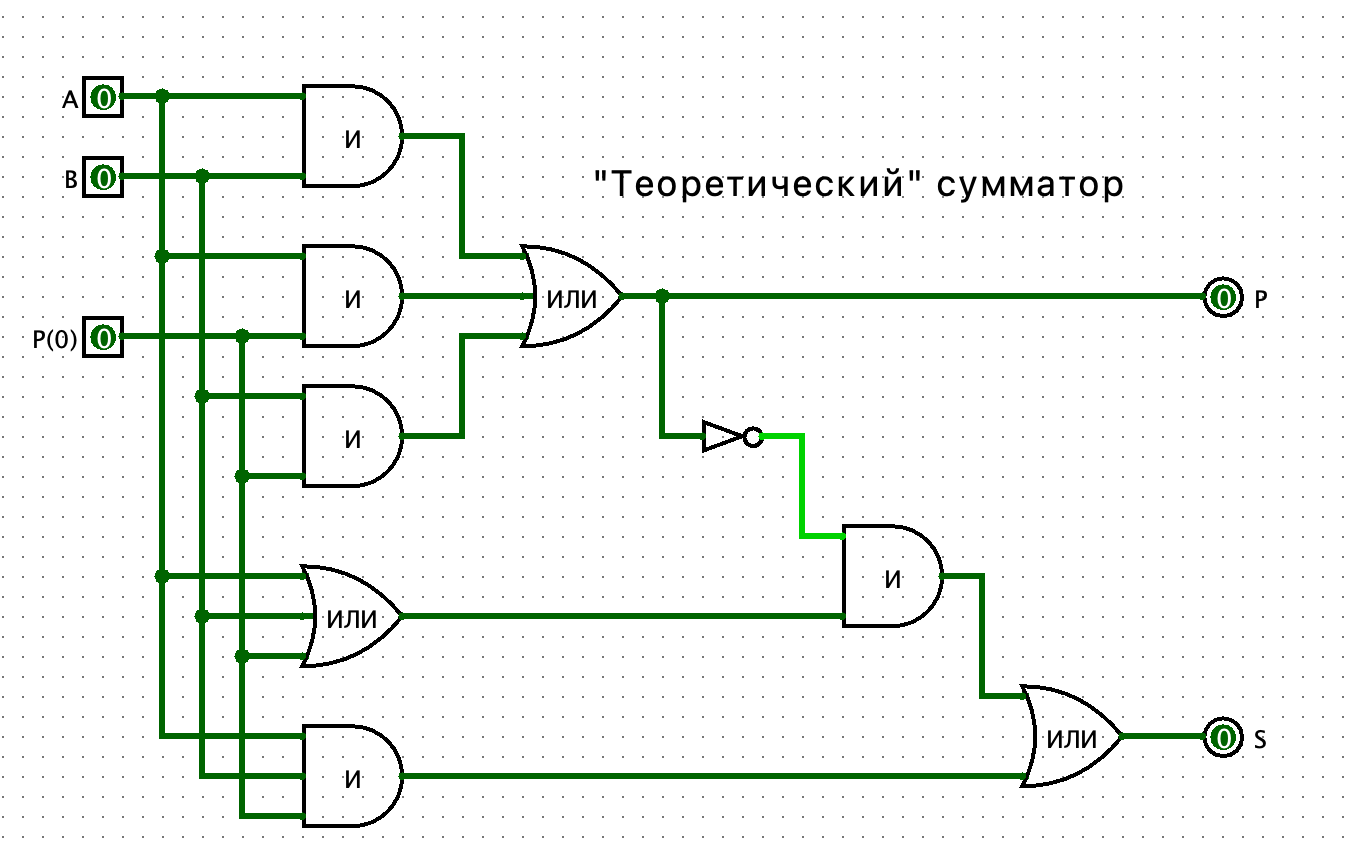 A 0
И
B 0
"Теоретический" сумматор
И
ИЛИ
0 P
P(0) 0
И
И
ИЛИ
ИЛИ
0 S
И